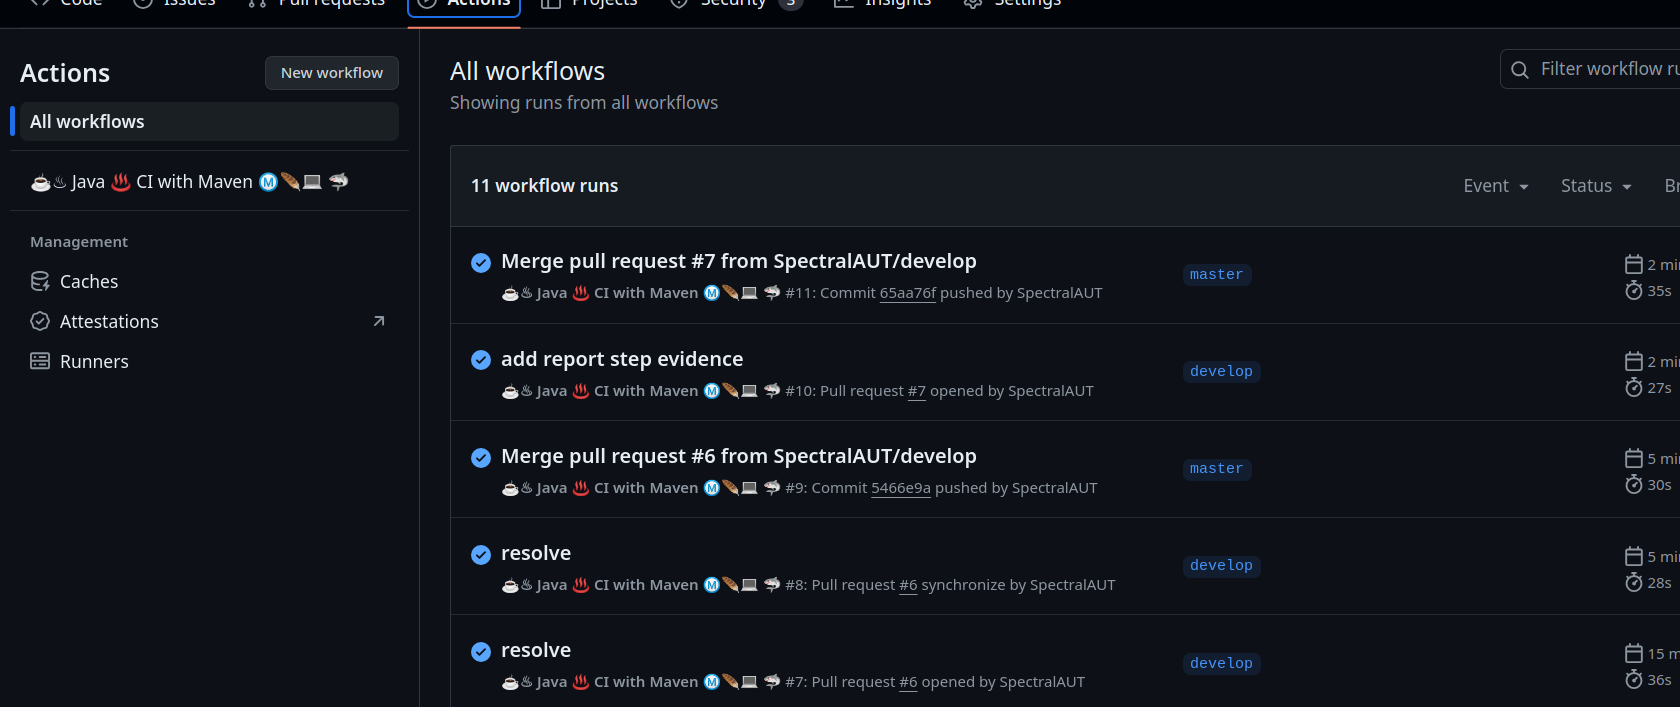 Code Issues Pull requests Actions Projects Security 3 Insights Settings
Actions
New workflow
All workflows
☕♨ Java ♨️ CI with Maven Ⓜ️🪶💻 🦈
Management
Caches
Attestations
Runners
All workflows
Showing runs from all workflows
Filter workflow
11 workflow runs
Event Status
Merge pull request #7 from SpectralAUT/develop
☕♨ Java ♨️ CI with Maven Ⓜ️🪶💻 🦈 #11: Commit 65aa76f pushed by SpectralAUT
master
2
35s
add report step evidence
☕♨ Java ♨️ CI with Maven Ⓜ️🪶💻 🦈 #10: Pull request #7 opened by SpectralAUT
develop
2
27s
Merge pull request #6 from SpectralAUT/develop
☕♨ Java ♨️ CI with Maven Ⓜ️🪶💻 🦈 #9: Commit 5466e9a pushed by SpectralAUT
master
5
30s
resolve
☕♨ Java ♨️ CI with Maven Ⓜ️🪶💻 🦈 #8: Pull request #6 synchronize by SpectralAUT
develop
5
28s
resolve
☕♨ Java ♨️ CI with Maven Ⓜ️🪶💻 🦈 #7: Pull request #6 opened by SpectralAUT
develop
15
36s